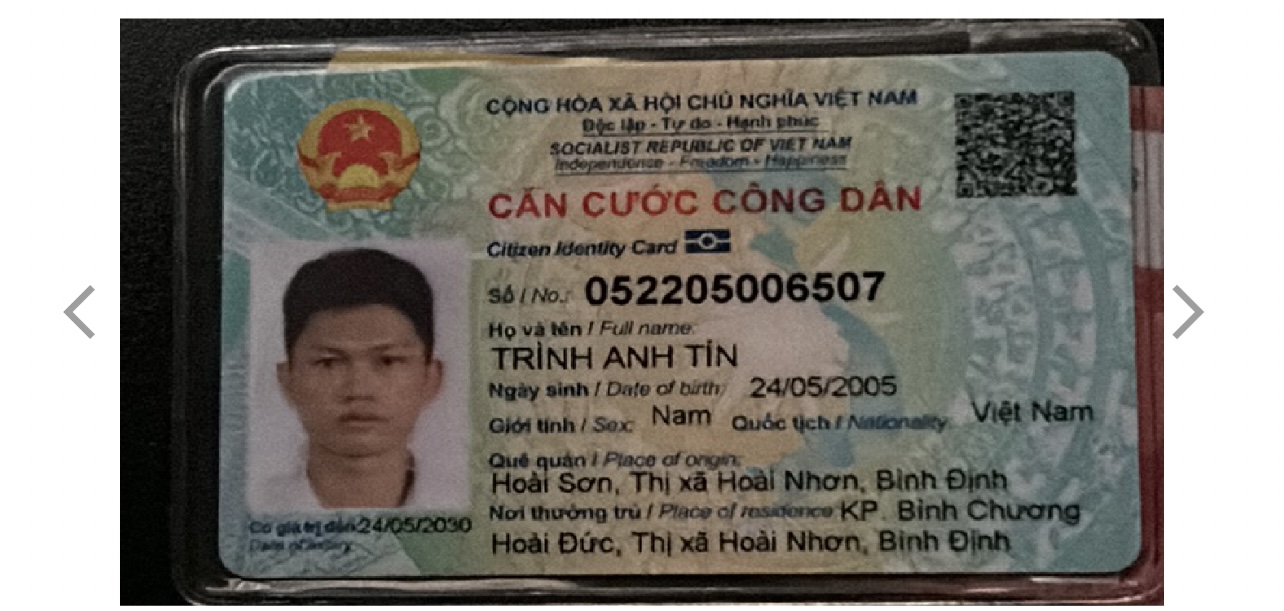 CỘNG HÒA XÃ HỘI CHỦ NGHĨA VIỆT NAM
Độc lập - Tự do - Hạnh phúc
SOCIALIST REPUBLIC OF VIET NAM
Independence - Freedom - Happiness
CĂN CƯỚC CÔNG DÂN
Citizen Identity Card
Số / No.: 052205006507
Họ và tên / Full name:
TRỊNH ANH TÍN
Ngày sinh / Date of birth: 24/05/2005
Giới tính / Sex: Nam Quốc tịch / Nationality: Việt Nam
Quê quán / Place of origin:
Hoài Sơn, Thị xã Hoài Nhơn, Bình Định
Nơi thường trú / Place of residence: KP. Bình Chương
Hoài Đức, Thị xã Hoài Nhơn, Bình Định
Có giá trị đến: 24/05/2030
Date of expiry